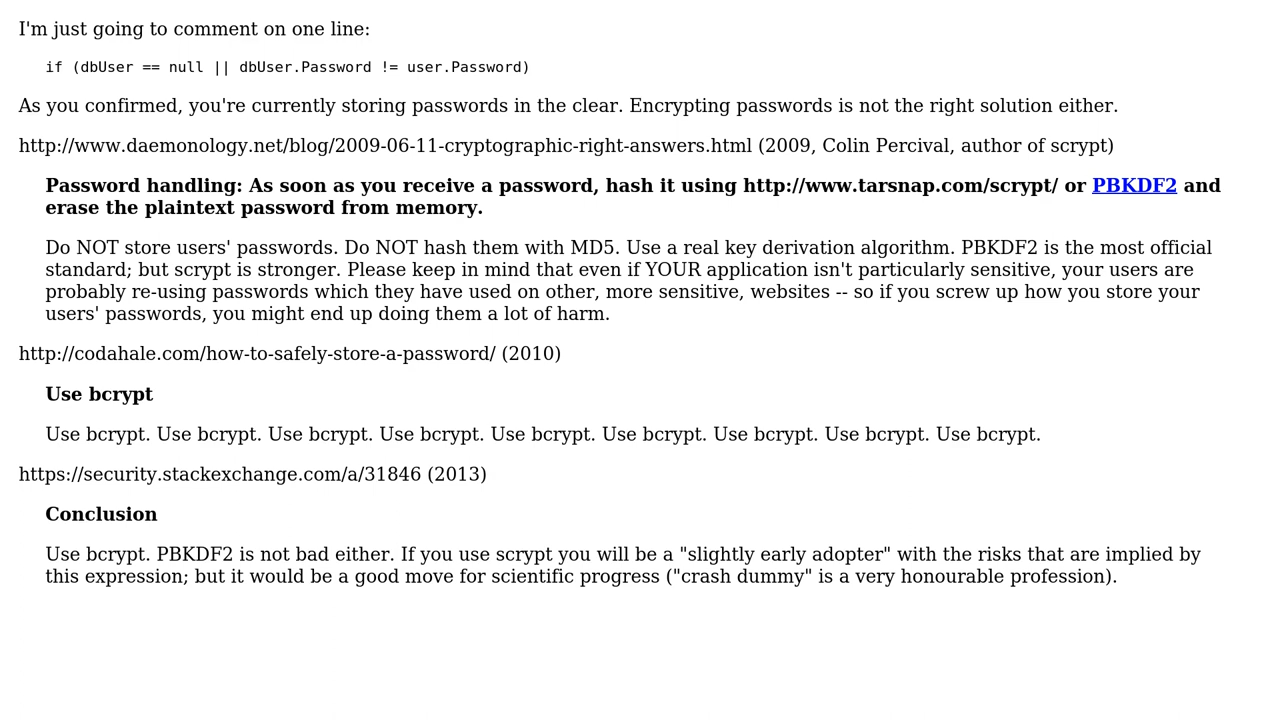 I'm just going to comment on one line:
if (dbUser == null || dbUser.Password != user.Password)
As you confirmed, you're currently storing passwords in the clear. Encrypting passwords is not the right solution either.
http://www.daemonology.net/blog/2009-06-11-cryptographic-right-answers.html (2009, Colin Percival, author of scrypt)
Password handling: As soon as you receive a password, hash it using http://www.tarsnap.com/scrypt/ or PBKDF2 and
erase the plaintext password from memory.
Do NOT store users' passwords. Do NOT hash them with MD5. Use a real key derivation algorithm. PBKDF2 is the most official
standard; but scrypt is stronger. Please keep in mind that even if YOUR application isn't particularly sensitive, your users are
probably re-using passwords which they have used on other, more sensitive, websites -- so if you screw up how you store your
users' passwords, you might end up doing them a lot of harm.
http://codahale.com/how-to-safely-store-a-password/ (2010)
Use bcrypt
Use bcrypt. Use bcrypt. Use bcrypt. Use bcrypt. Use bcrypt. Use bcrypt. Use bcrypt. Use bcrypt. Use bcrypt.
https://security.stackexchange.com/a/31846 (2013)
Conclusion
Use bcrypt. PBKDF2 is not bad either. If you use scrypt you will be a "slightly early adopter" with the risks that are implied by
this expression; but it would be a good move for scientific progress ("crash dummy" is a very honourable profession).